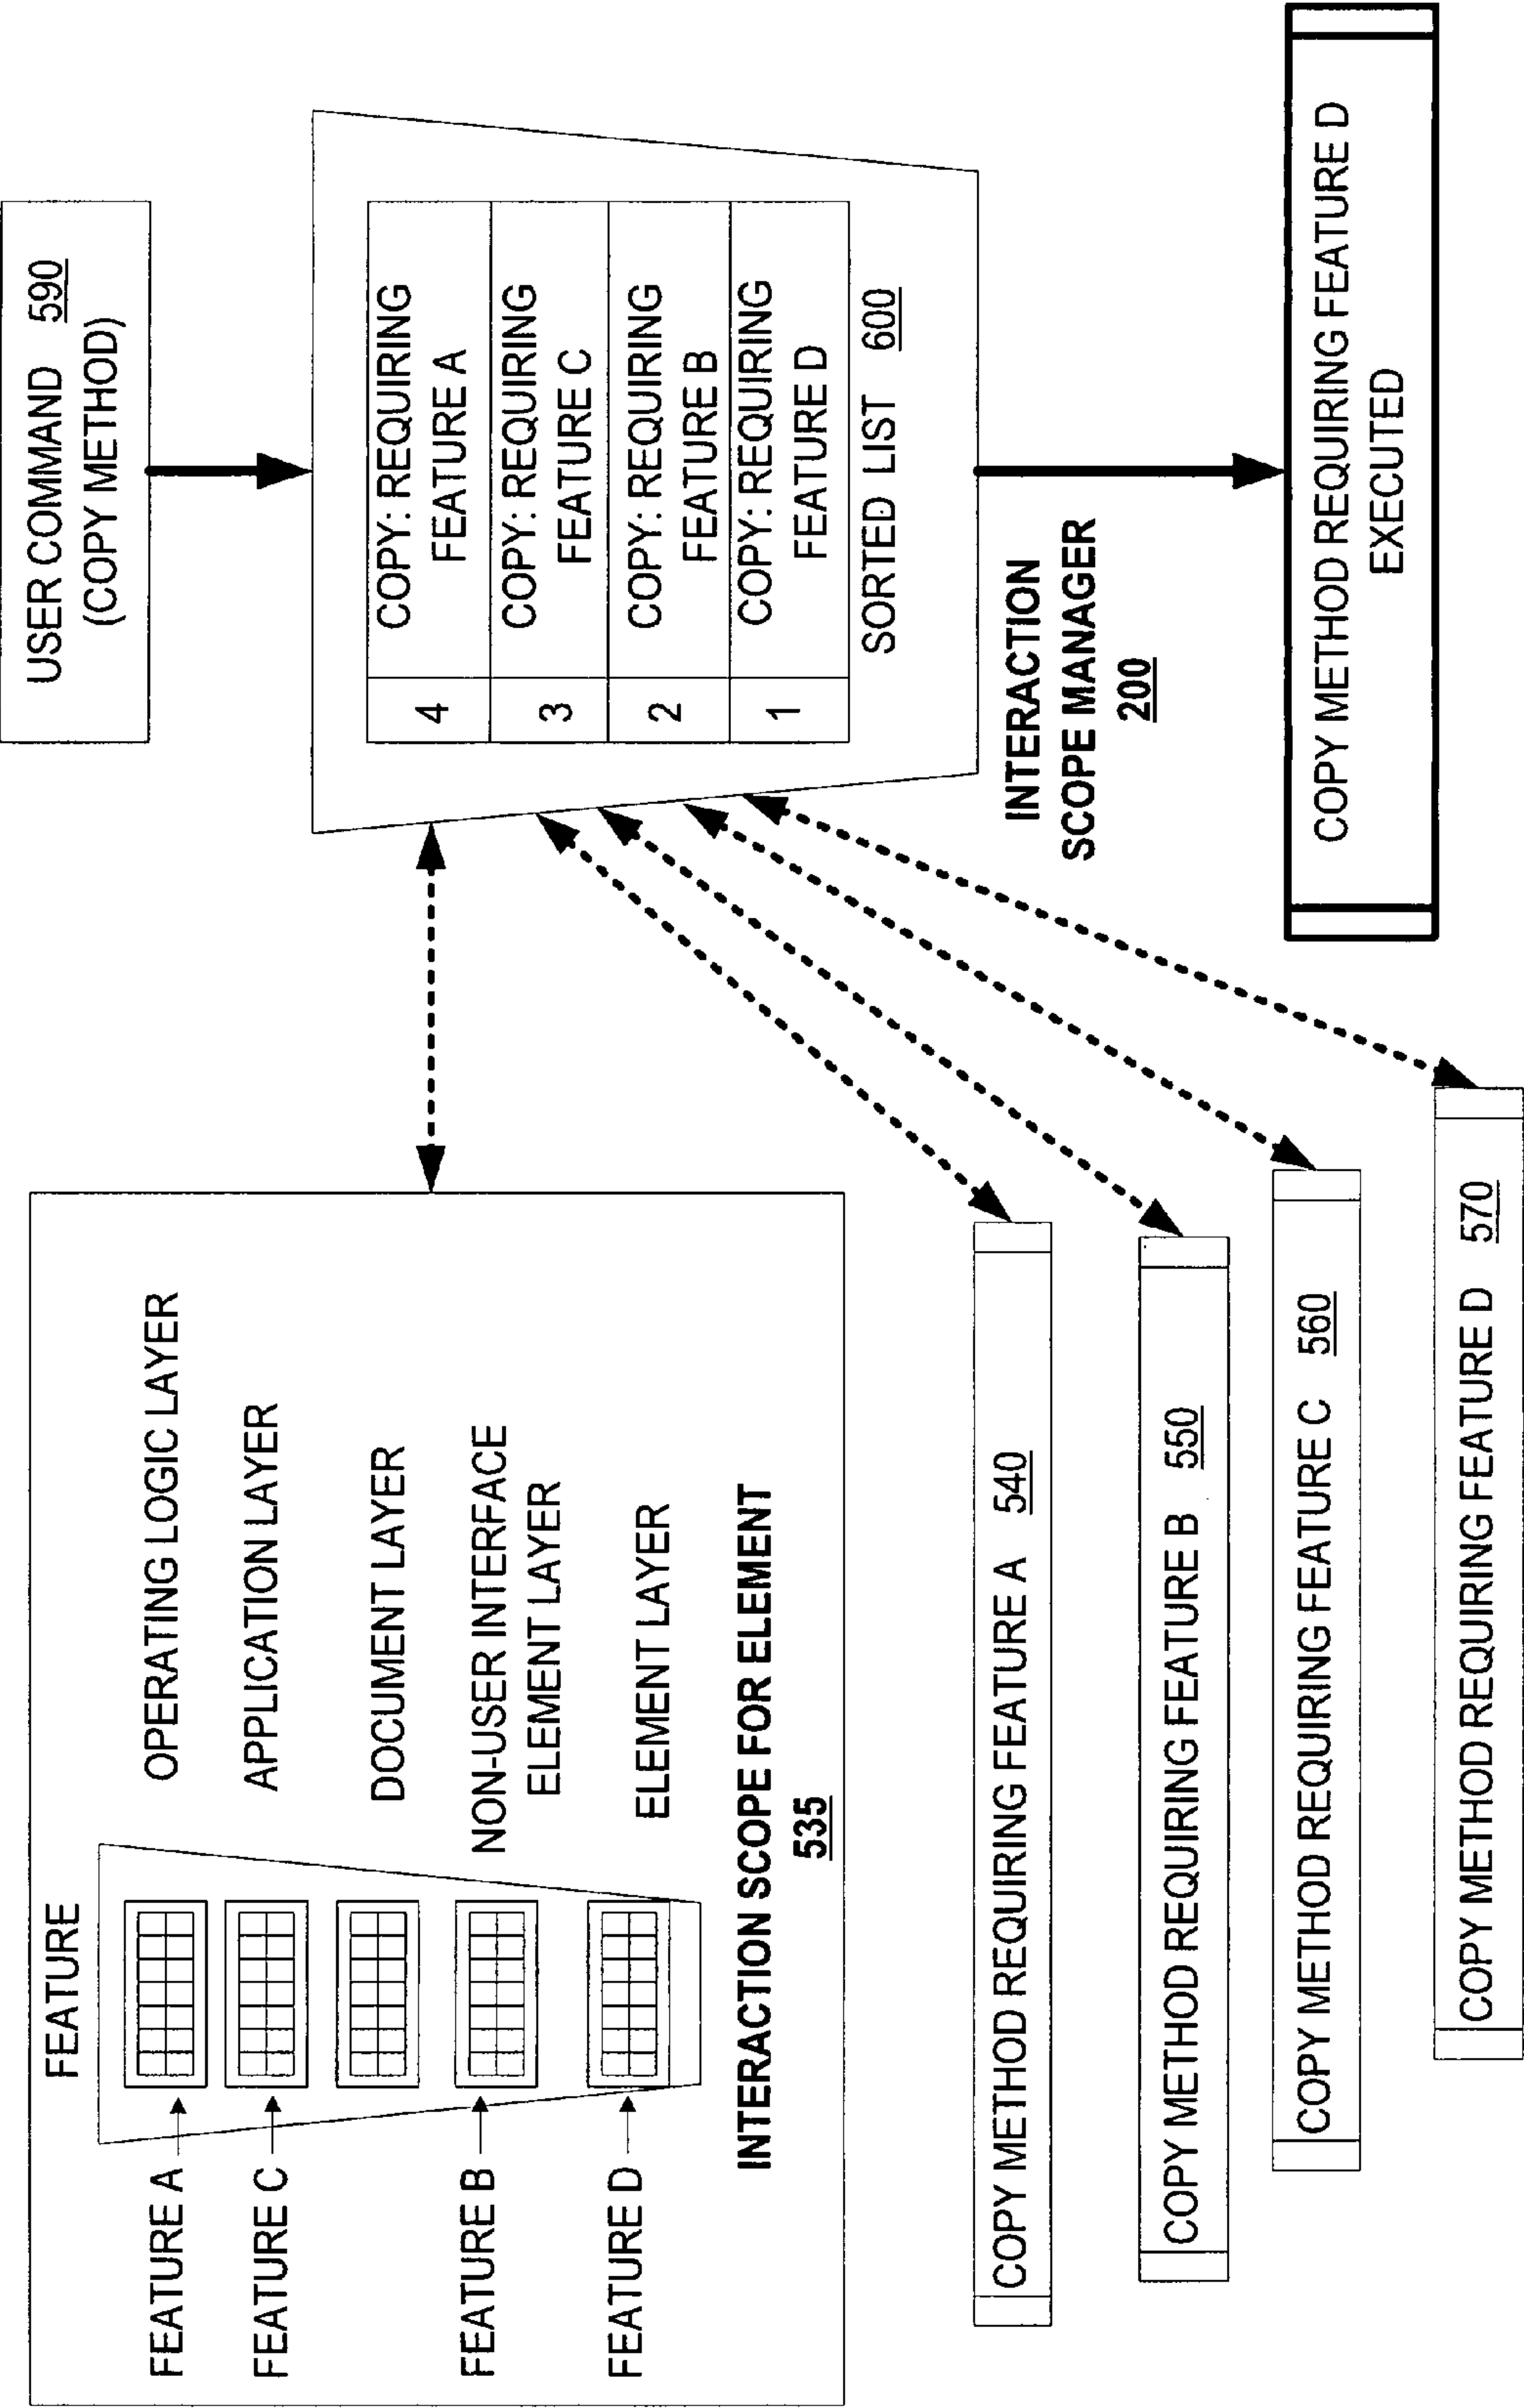 FEATURE
FEATURE A
OPERATING LOGIC LAYER
FEATURE C
APPLICATION LAYER
DOCUMENT LAYER
FEATURE B
NON-USER INTERFACE
ELEMENT LAYER
FEATURE D
ELEMENT LAYER
INTERACTION SCOPE FOR ELEMENT
535
USER COMMAND 590
(COPY METHOD)
4
COPY: REQUIRING
FEATURE A
3
COPY: REQUIRING
FEATURE C
2
COPY: REQUIRING
FEATURE B
1
COPY: REQUIRING
FEATURE D
SORTED LIST 600
INTERACTION
SCOPE MANAGER
200
COPY METHOD REQUIRING FEATURE A 540
COPY METHOD REQUIRING FEATURE B 550
COPY METHOD REQUIRING FEATURE C 560
COPY METHOD REQUIRING FEATURE D 570
COPY METHOD REQUIRING FEATURE D
EXECUTED